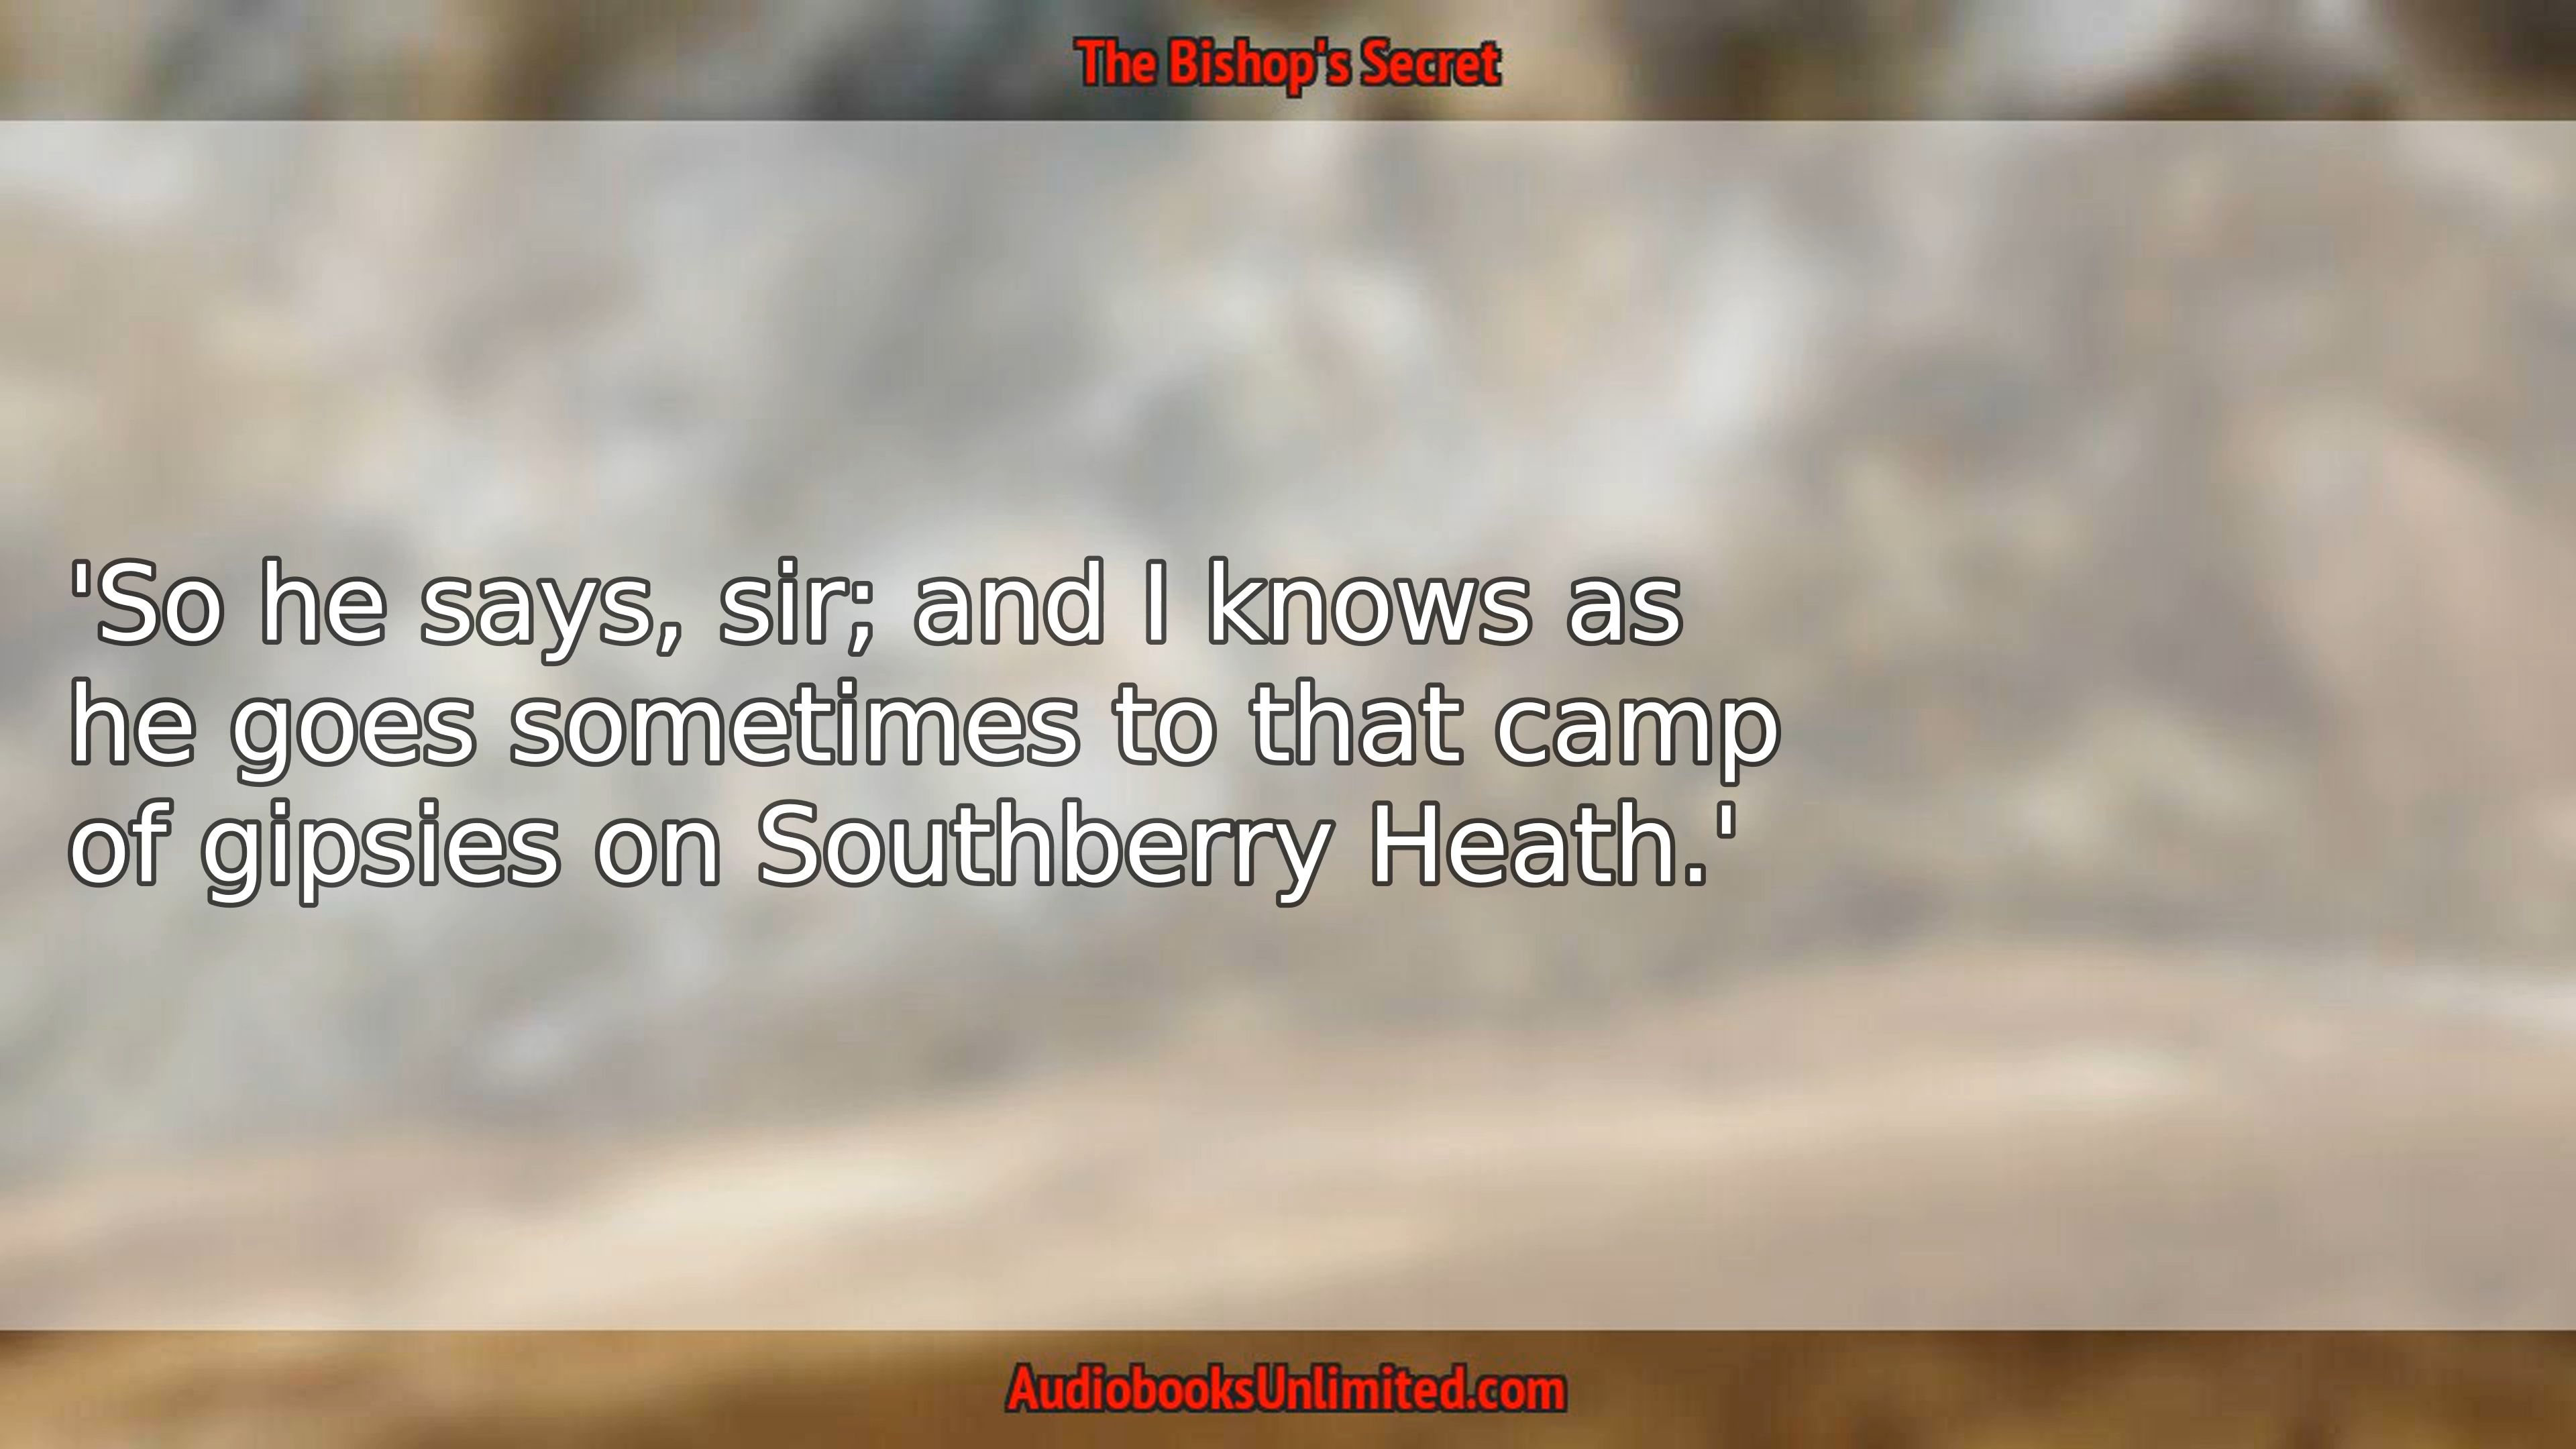 The Bishop's Secret
'So he says, sir; and I knows as
he goes sometimes to that camp
of gipsies on Southberry Heath.'
AudiobooksUnlimited.com